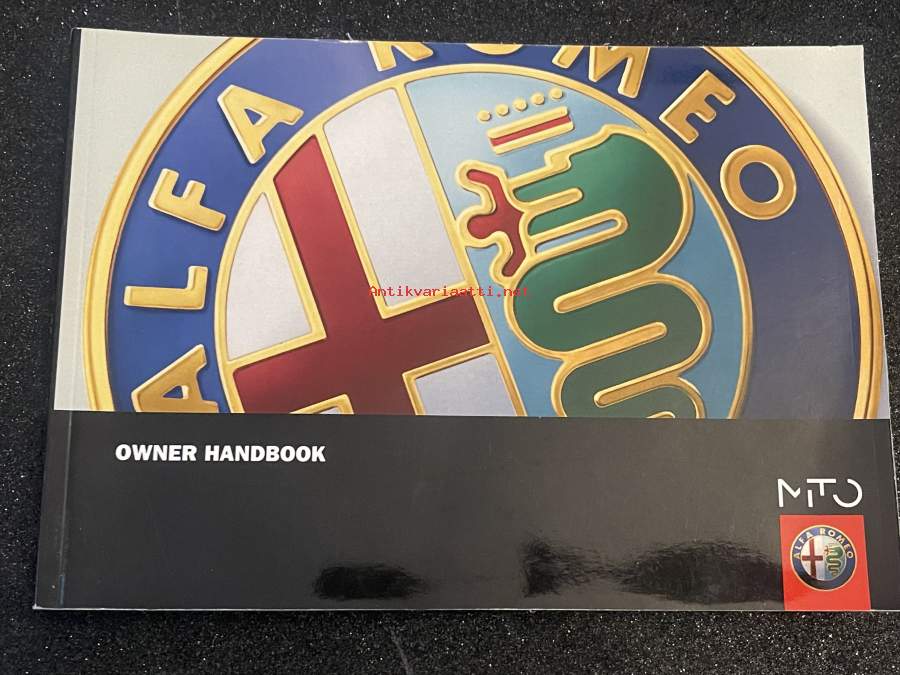 ALFA ROMEO
Antikvariaatti.net
OWNER HANDBOOK
MiTO
ALFA ROMEO